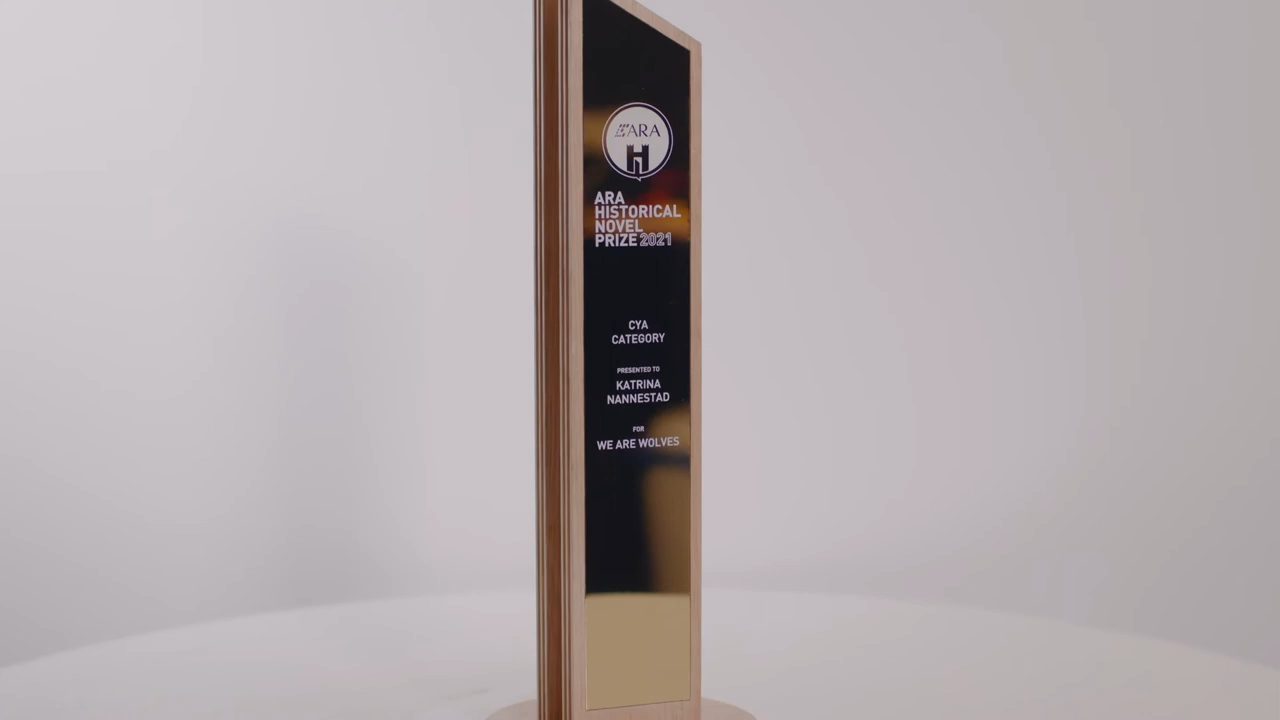 ARA
H
ARA
HISTORICAL
NOVEL
PRIZE 2021
CYA
CATEGORY
PRESENTED TO
KATRINA
NANNESTAD
FOR
WE ARE WOLVES